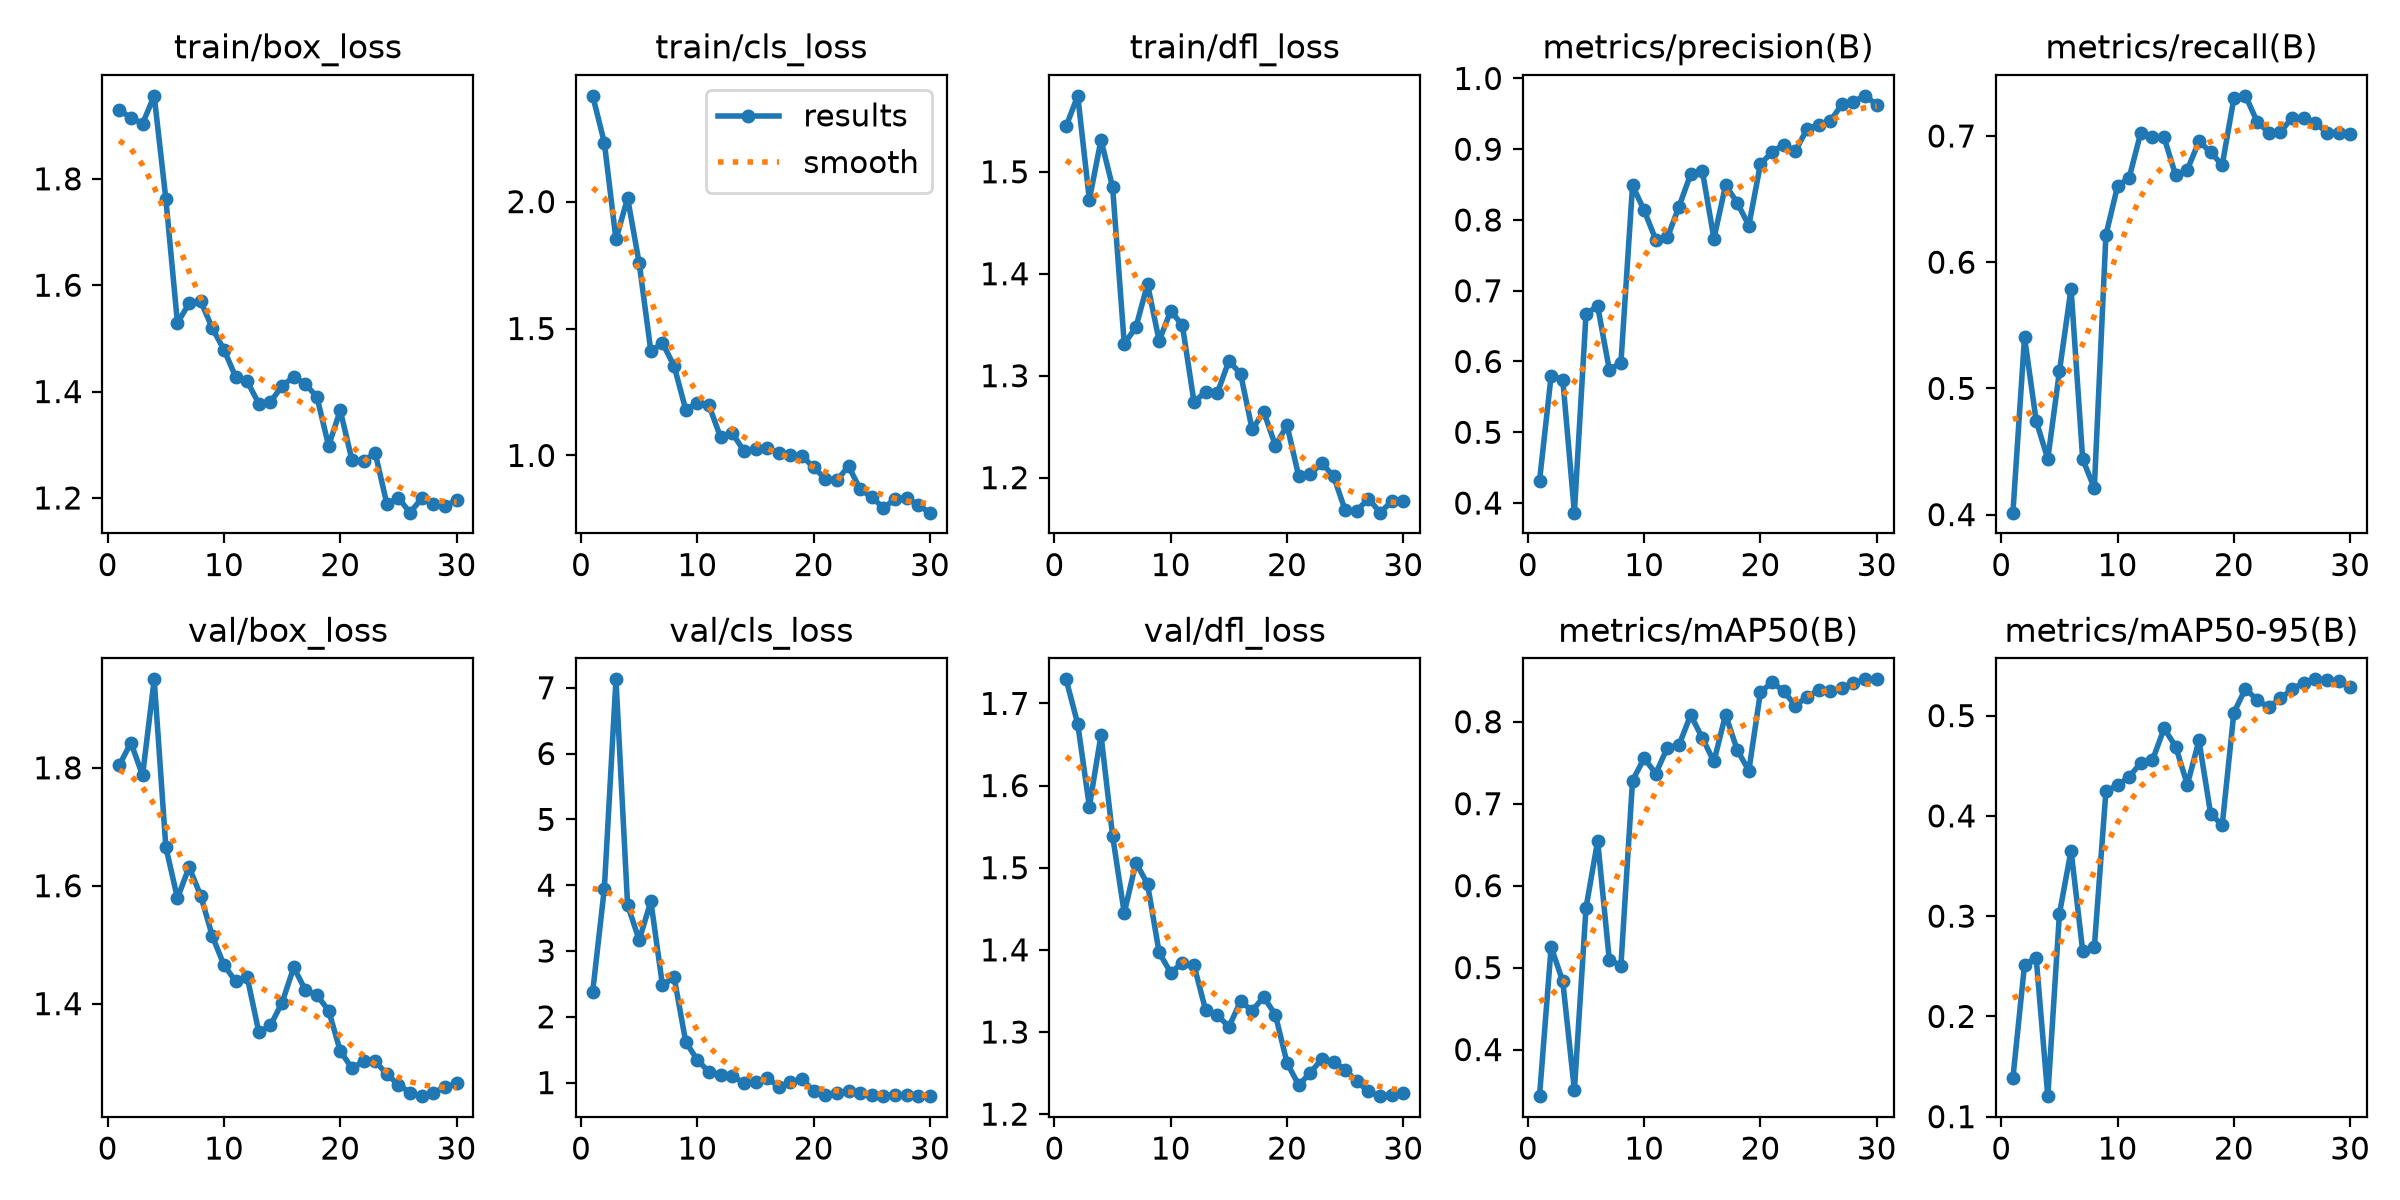 train/box_loss
1.8
1.6
1.4
1.2
0 10 20 30
train/cls_loss
results
smooth
2.0
1.5
1.0
0 10 20 30
train/dfl_loss
1.5
1.4
1.3
1.2
0 10 20 30
metrics/precision(B)
1.0
0.9
0.8
0.7
0.6
0.5
0.4
0 10 20 30
metrics/recall(B)
0.7
0.6
0.5
0.4
0 10 20 30
val/box_loss
1.8
1.6
1.4
0 10 20 30
val/cls_loss
7
6
5
4
3
2
1
0 10 20 30
val/dfl_loss
1.7
1.6
1.5
1.4
1.3
1.2
0 10 20 30
metrics/mAP50(B)
0.8
0.7
0.6
0.5
0.4
0 10 20 30
metrics/mAP50-95(B)
0.5
0.4
0.3
0.2
0.1
0 10 20 30